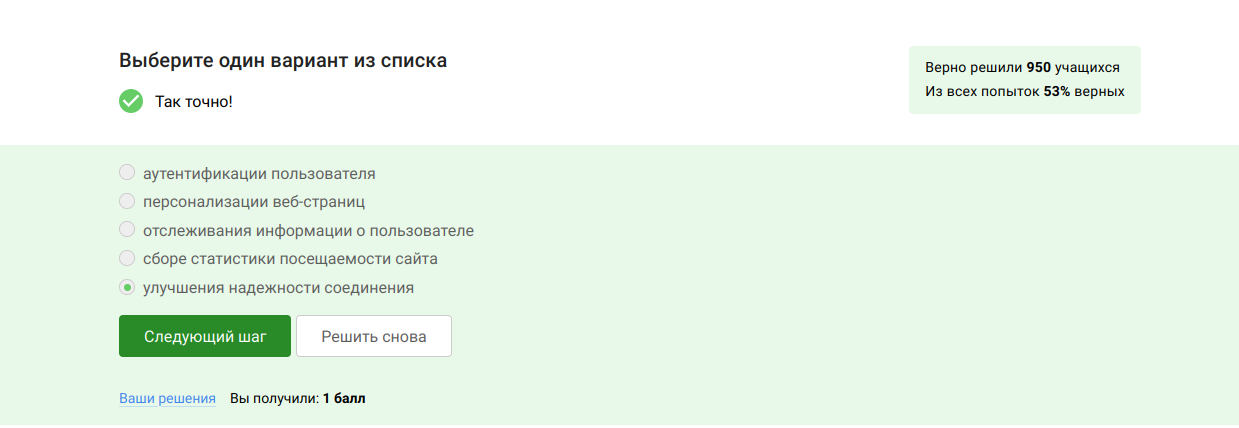 Выберите один вариант из списка
Так точно!
Верно решили 950 учащихся
Из всех попыток 53% верных
аутентификации пользователя
персонализации веб-страниц
отслеживания информации о пользователе
сборе статистики посещаемости сайта
улучшения надежности соединения
Следующий шаг
Решить снова
Ваши решения Вы получили: 1 балл